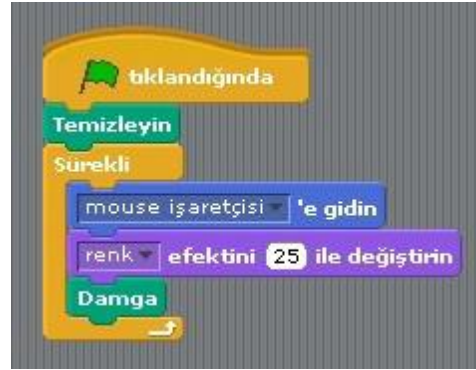 tıklandığında
Temizleyin
Sürekli
mouse işaretçisi 'e gidin
renk efektini 25 ile değiştirin
Damga